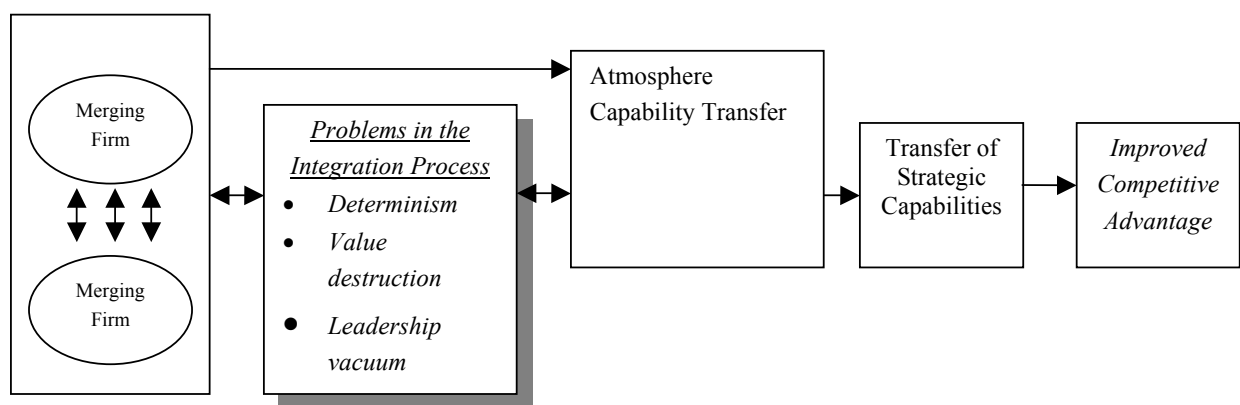 Merging
Firm
Merging
Firm
Problems in the
Integration Process
• Determinism
• Value
destruction
• Leadership
vacuum
Atmosphere
Capability Transfer
Transfer of
Strategic
Capabilities
Improved
Competitive
Advantage